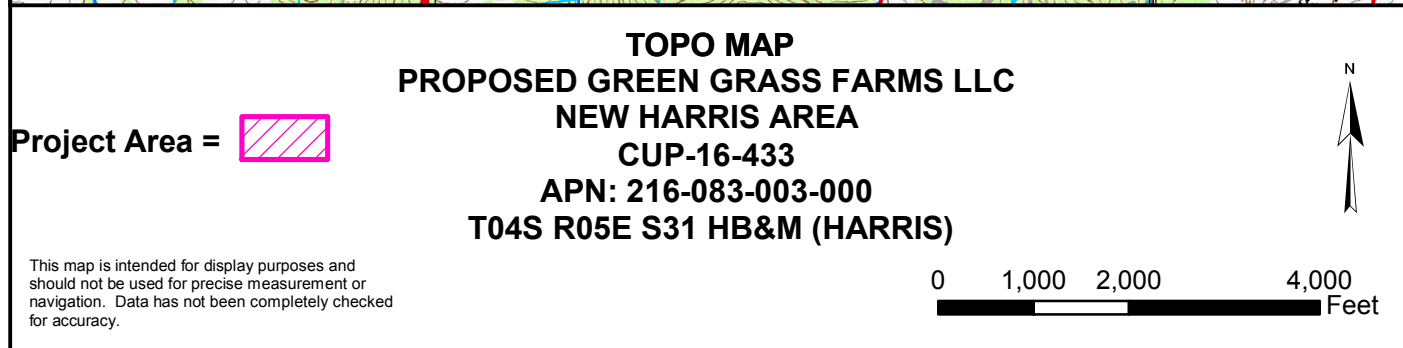 TOPO MAP
PROPOSED GREEN GRASS FARMS LLC
NEW HARRIS AREA
CUP-16-433
APN: 216-083-003-000
T04S R05E S31 HB&M (HARRIS)
Project Area =
N
This map is intended for display purposes and
should not be used for precise measurement or
navigation.  Data has not been completely checked
for accuracy.
0 1,000 2,000 4,000
Feet